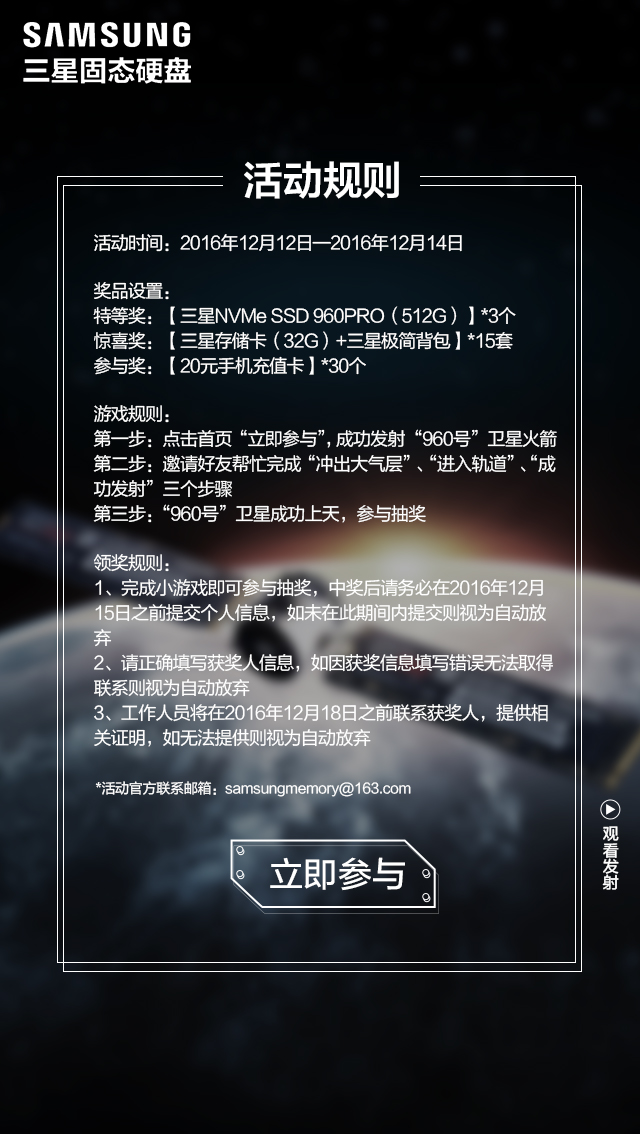 SAMSUNG
三星固态硬盘
活动规则
活动时间：2016年12月12日—2016年12月14日
奖品设置：
特等奖：【三星NVMe SSD 960PRO（512G）】*3个
惊喜奖：【三星存储卡（32G）+三星极简背包】*15套
参与奖：【20元手机充值卡】*30个
游戏规则：
第一步：点击首页“立即参与”，成功发射“960号”卫星火箭
第二步：邀请好友帮忙完成“冲出大气层”、“进入轨道”、“成
功发射”三个步骤
第三步：“960号”卫星成功上天，参与抽奖
领奖规则：
1、完成小游戏即可参与抽奖，中奖后请务必在2016年12月
15日之前提交个人信息，如未在此期间内提交则视为自动放
弃
2、请正确填写获奖人信息，如因获奖信息填写错误无法取得
联系则视为自动放弃
3、工作人员将在2016年12月18日之前联系获奖人，提供相
关证明，如无法提供则视为自动放弃
*活动官方联系邮箱：samsungmemory@163.com
立即参与
观看发射